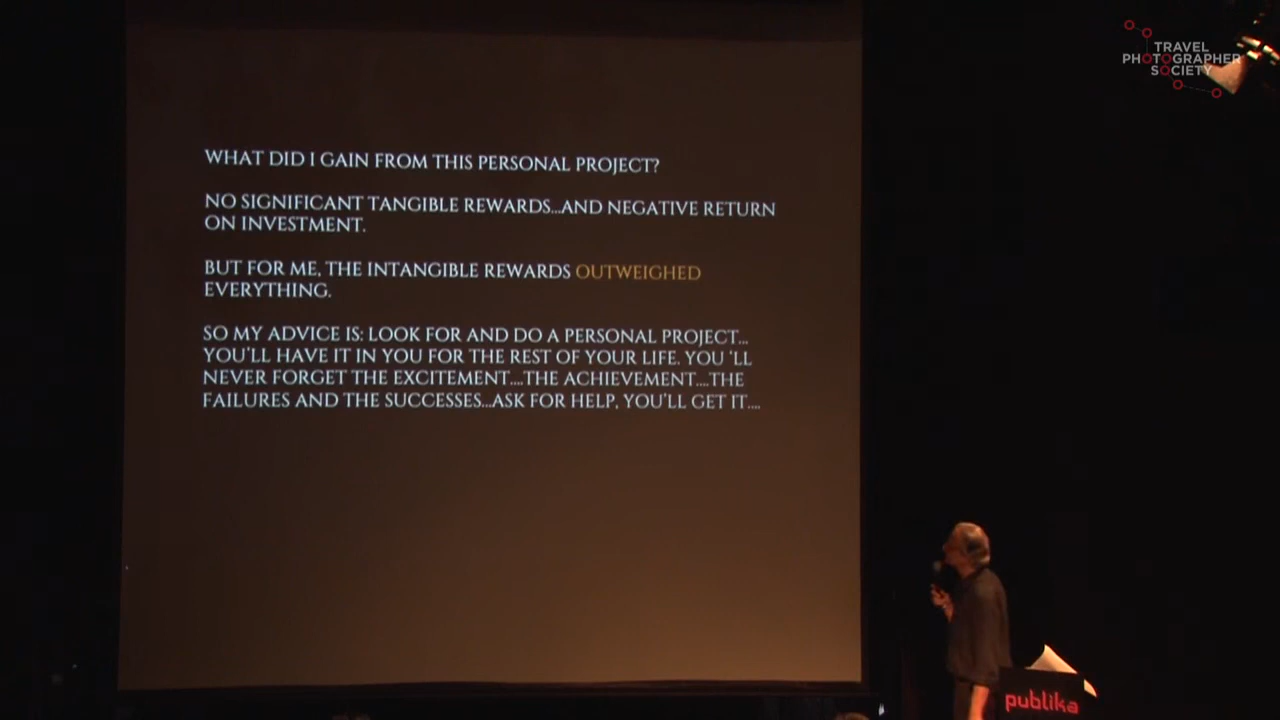 TRAVEL
PHOTOGRAPHER
SOCIETY
WHAT DID I GAIN FROM THIS PERSONAL PROJECT?
NO SIGNIFICANT TANGIBLE REWARDS...AND NEGATIVE RETURN
ON INVESTMENT.
BUT FOR ME, THE INTANGIBLE REWARDS OUTWEIGHED
EVERYTHING.
SO MY ADVICE IS: LOOK FOR AND DO A PERSONAL PROJECT...
YOU'LL HAVE IT IN YOU FOR THE REST OF YOUR LIFE. YOU 'LL
NEVER FORGET THE EXCITEMENT....THE ACHIEVEMENT....THE
FAILURES AND THE SUCCESSES...ASK FOR HELP, YOU'LL GET IT....
publika